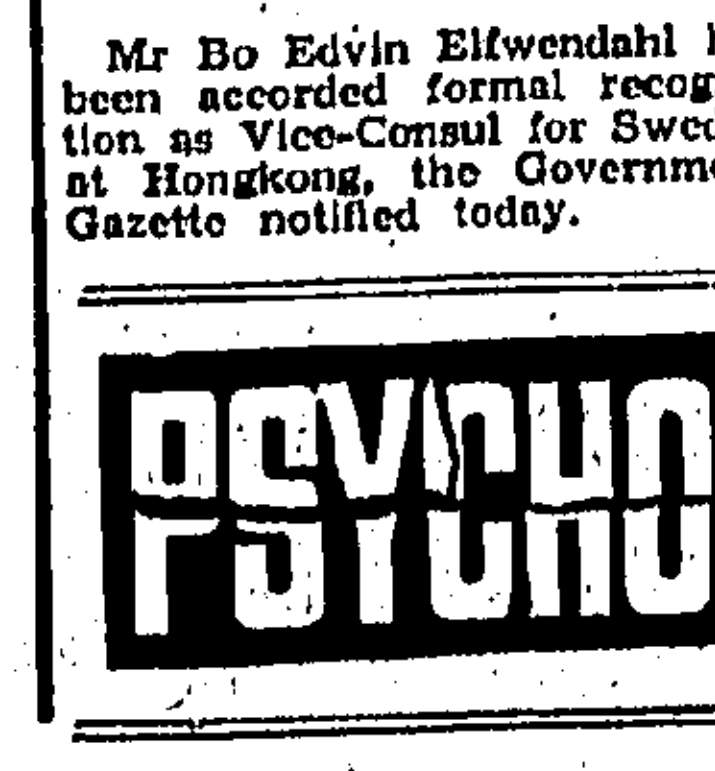 Mr Bo Edvin Elfwendahl
been accorded formal recog
tion as Vice-Consul for Swed
at Hongkong, the Governme
Gazette notified today.
PSYCHO